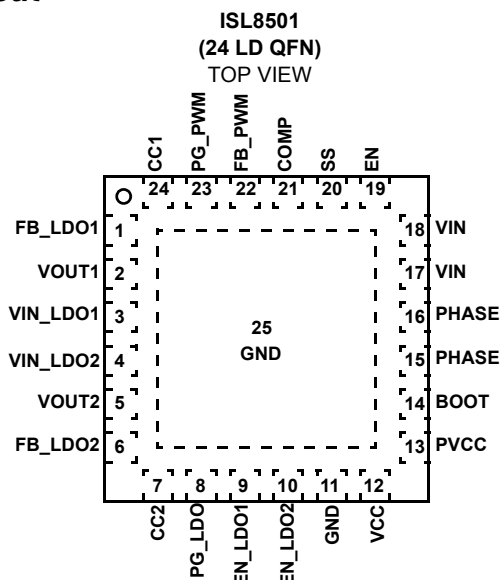 ISL8501
(24 LD QFN)
TOP VIEW
CC1
PG_PWM
FB_PWM
COMP
SS
EN
24 23 22 21 20 19
FB_LDO1 1
VOUT1 2
VIN_LDO1 3
VIN_LDO2 4
VOUT2 5
FB_LDO2 6
25
GND
18 VIN
17 VIN
16 PHASE
15 PHASE
14 BOOT
13 PVCC
7 8 9 10 11 12
CC2
PG_LDO
EN_LDO1
EN_LDO2
GND
VCC